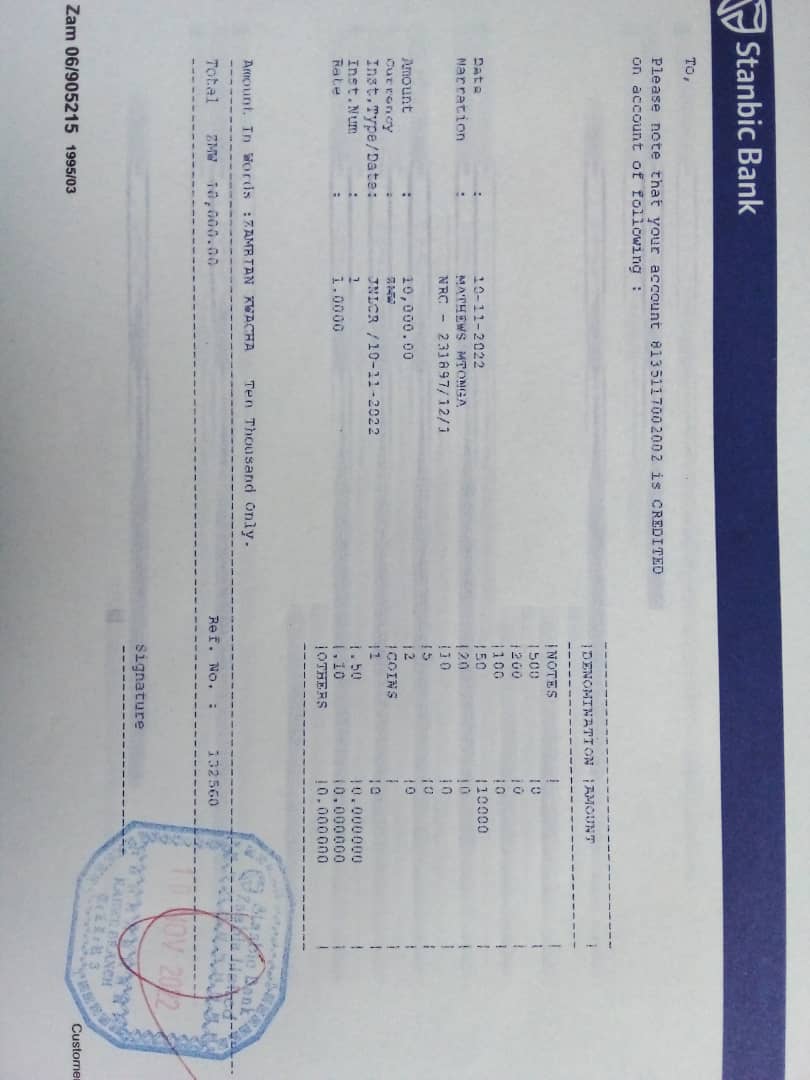 Stanbic Bank
To,
Please note that your account 8135117002002 is CREDITED
on account of following :
|DENOMINATION |AMOUNT |
Date : 10-11-2022 |NOTES | |
Narration : MATHEWS MTONGA |500 |0 |
NRC - 231897/12/1 |200 |0 |
|100 |0 |
|50 |10000 |
|20 |0 |
|10 |0 |
Amount : 10,000.00 |5 |0 |
Currency : ZMW |2 |0 |
Inst.Type/Date: JNLCR /10-11-2022 |COINS | |
Inst.Num : 1 |1 |0 |
Rate : 1.0000 |.50 |0.000000 |
|.10 |0.000000 |
|OTHERS |0.000000 |
Amount In Words :ZAMBIAN KWACHA Ten Thousand Only.
Total ZMW 10,000.00 Ref. No. : 132560
Signature
Stanbic Bank
Zambia Limited
10 NOV 2022
BRANCH
Zam 06/905215 1995/03